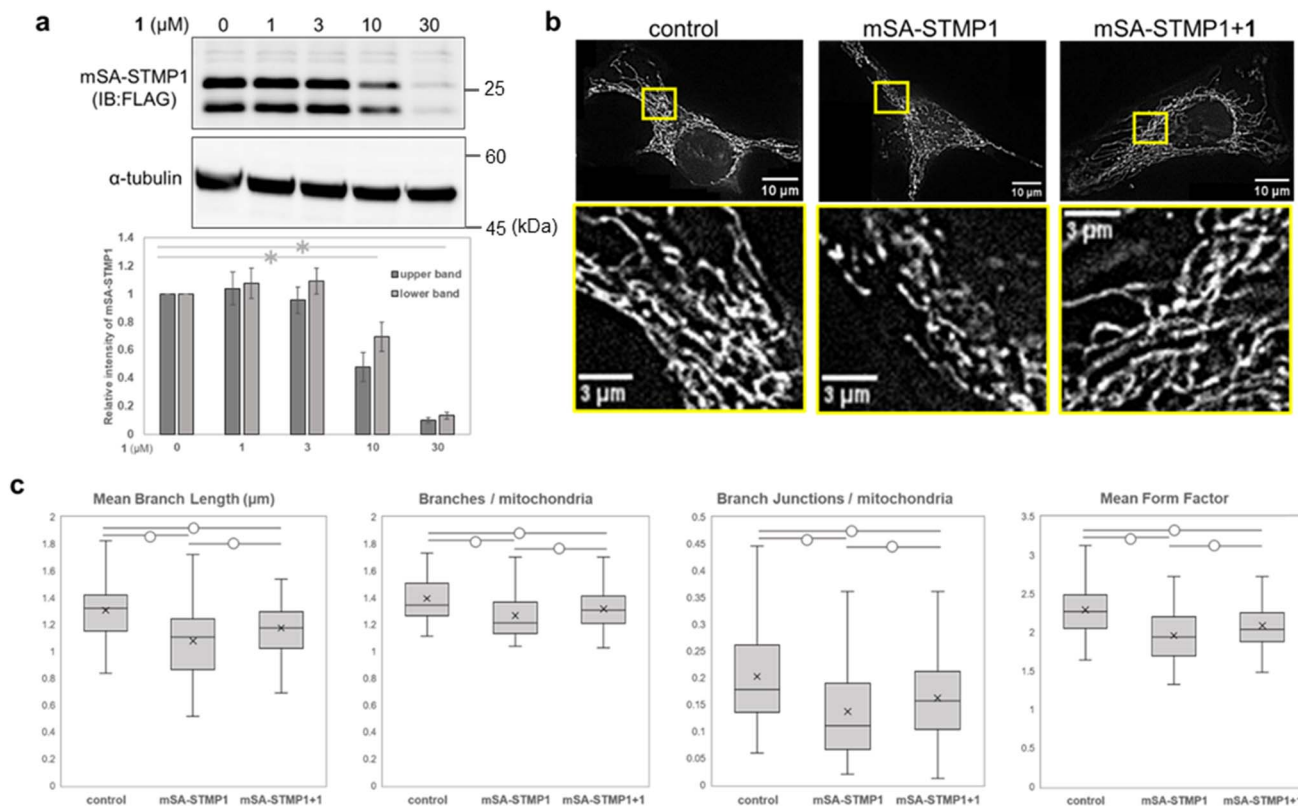 a
1 (μM) 0 1 3 10 30
mSA-STMP1
(IB:FLAG)
25
60
α-tubulin
45 (kDa)
1.4
1.2
1
0.8
0.6
0.4
0.2
0
Relative intensity of mSA-STMP1
*
*
upper band
lower band
1 (μM) 0 1 3 10 30
b
control mSA-STMP1 mSA-STMP1+1
10 μm 10 μm 10 μm
3 μm 3 μm 3 μm
c
Mean Branch Length (μm)
2
1.8
1.6
1.4
1.2
1
0.8
0.6
0.4
0.2
0
control mSA-STMP1 mSA-STMP1+1
Branches / mitochondria
2
1.8
1.6
1.4
1.2
1
0.8
0.6
0.4
0.2
0
control mSA-STMP1 mSA-STMP1+1
Branch Junctions / mitochondria
0.5
0.45
0.4
0.35
0.3
0.25
0.2
0.15
0.1
0.05
0
control mSA-STMP1 mSA-STMP1+1
Mean Form Factor
3.5
3
2.5
2
1.5
1
0.5
0
control mSA-STMP1 mSA-STMP1+1